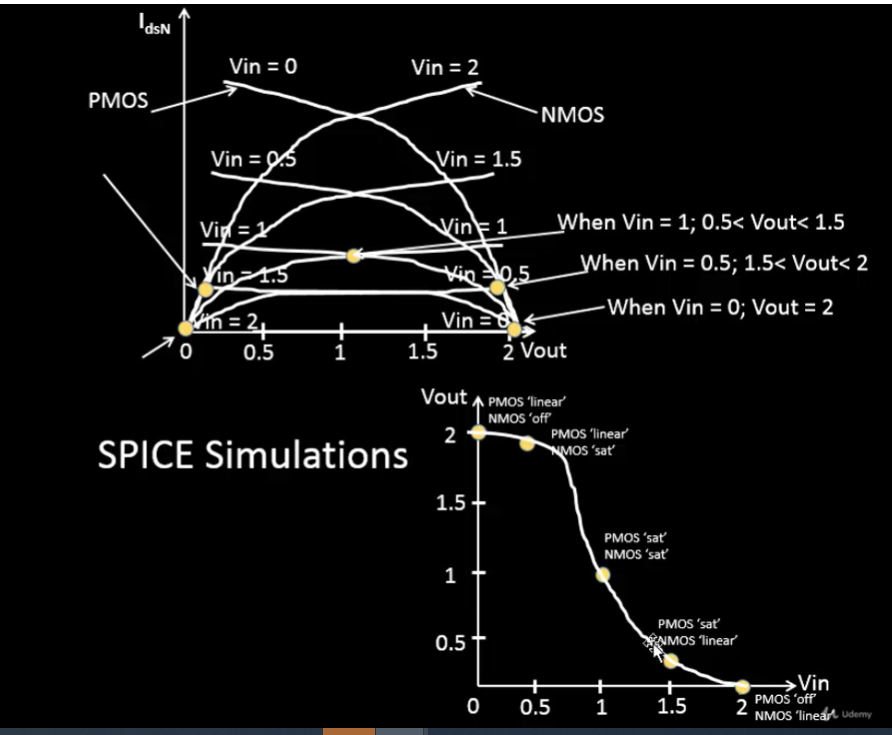 IdsN
Vin = 0
Vin = 2
PMOS
NMOS
Vin = 0.5
Vin = 1.5
Vin = 1
Vin = 1
When Vin = 1; 0.5< Vout< 1.5
Vin = 1.5
Vin = 0.5
When Vin = 0.5; 1.5< Vout< 2
Vin = 2
Vin = 0
When Vin = 0; Vout = 2
0 0.5 1 1.5 2 Vout
Vout
PMOS 'linear'
NMOS 'off'
2
PMOS 'linear'
NMOS 'sat'
SPICE Simulations
1.5
PMOS 'sat'
NMOS 'sat'
1
PMOS 'sat'
NMOS 'linear'
0.5
Vin
0 0.5 1 1.5 2
PMOS 'off'
NMOS 'linear'
Udemy